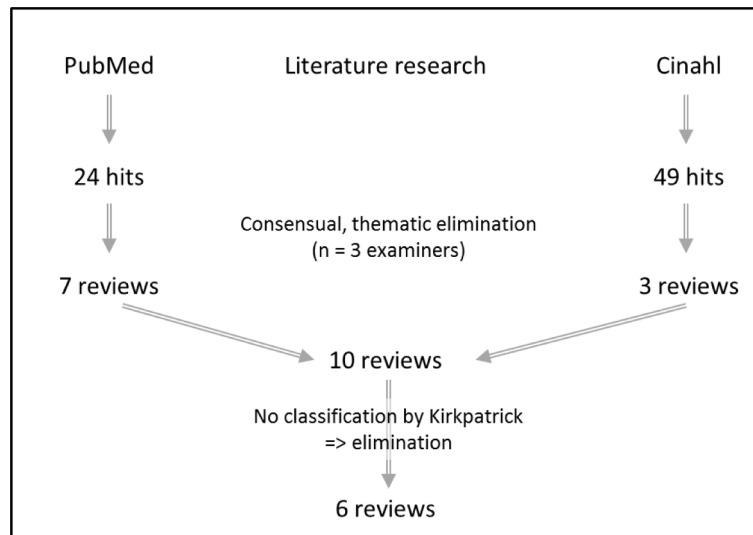 PubMed
Literature research
Cinahl
24 hits
49 hits
Consensual, thematic elimination
(n = 3 examiners)
7 reviews
3 reviews
10 reviews
No classification by Kirkpatrick
=> elimination
6 reviews